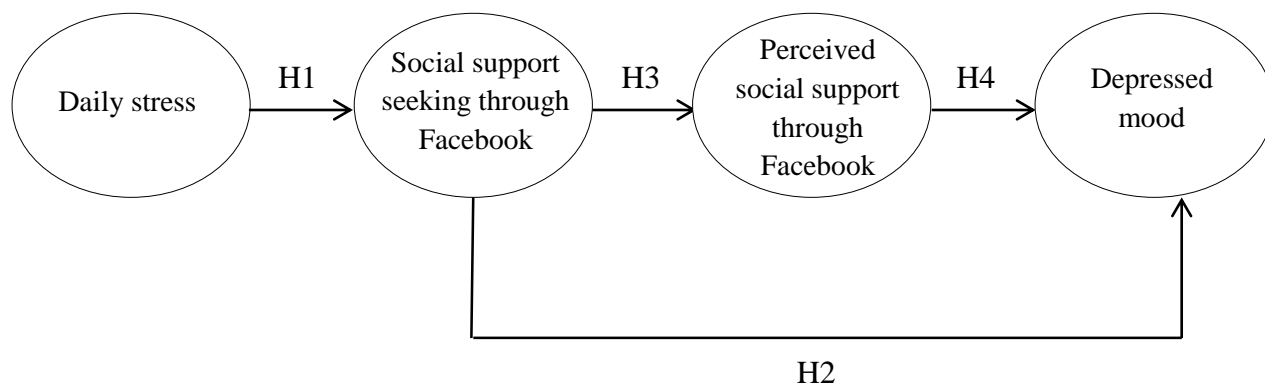 Daily stress
H1
Social support
seeking through
Facebook
H3
Perceived
social support
through
Facebook
H4
Depressed
mood
H2